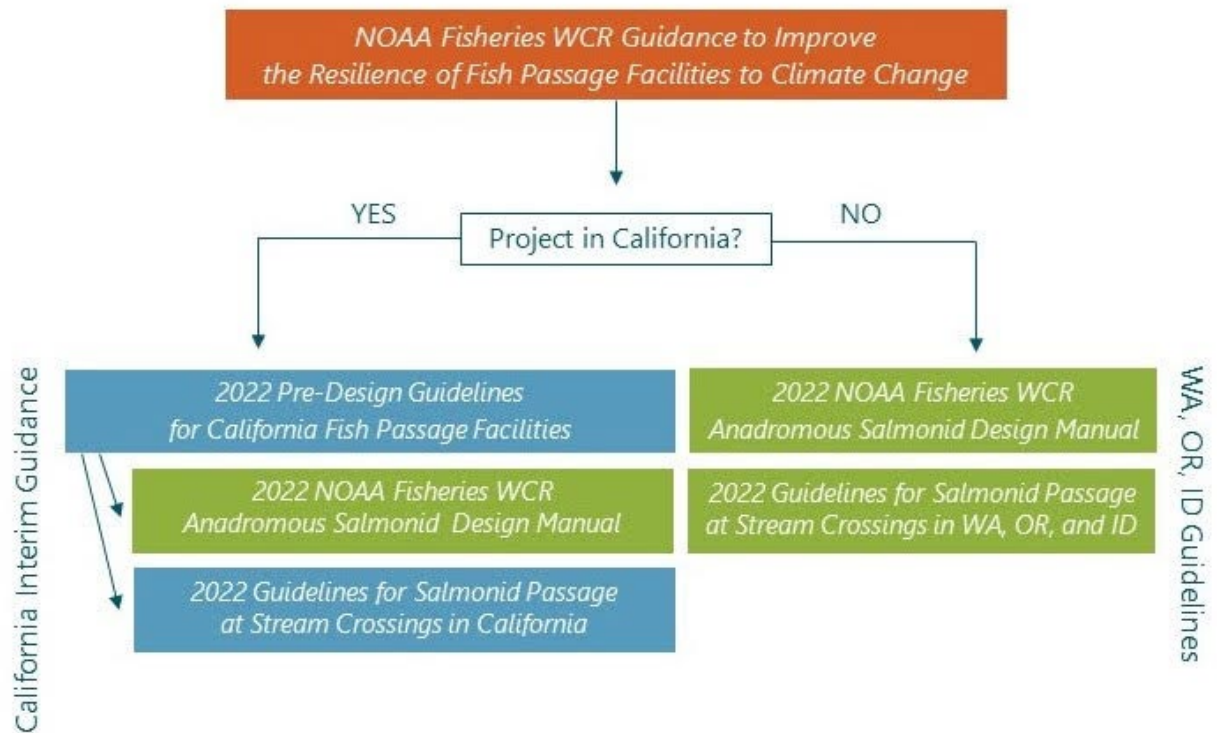 NOAA Fisheries WCR Guidance to Improve
the Resilience of Fish Passage Facilities to Climate Change
YES
Project in California?
NO
California Interim Guidance
2022 Pre-Design Guidelines
for California Fish Passage Facilities
2022 NOAA Fisheries WCR
Anadromous Salmonid Design Manual
2022 Guidelines for Salmonid Passage
at Stream Crossings in California
2022 NOAA Fisheries WCR
Anadromous Salmonid Design Manual
2022 Guidelines for Salmonid Passage
at Stream Crossings in WA, OR, and ID
WA, OR, ID Guidelines